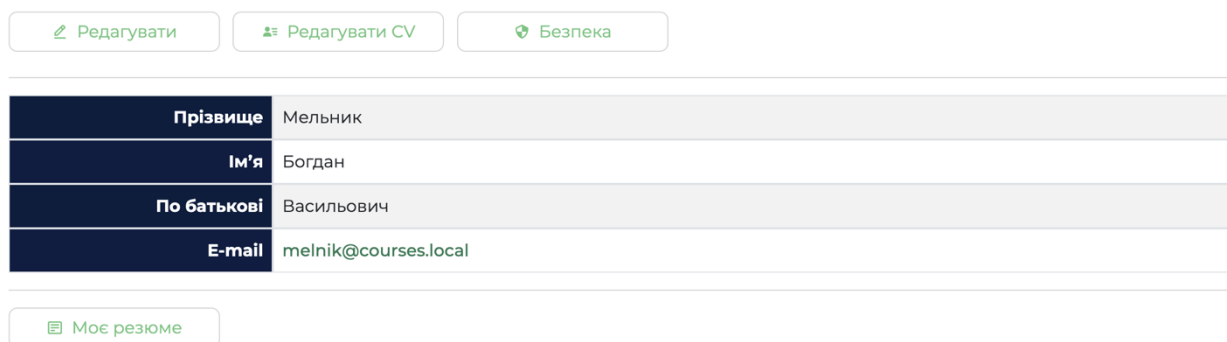 Редагувати Редагувати CV Безпека
Прізвище Мельник
Ім’я Богдан
По батькові Васильович
E-mail melnik@courses.local
Моє резюме